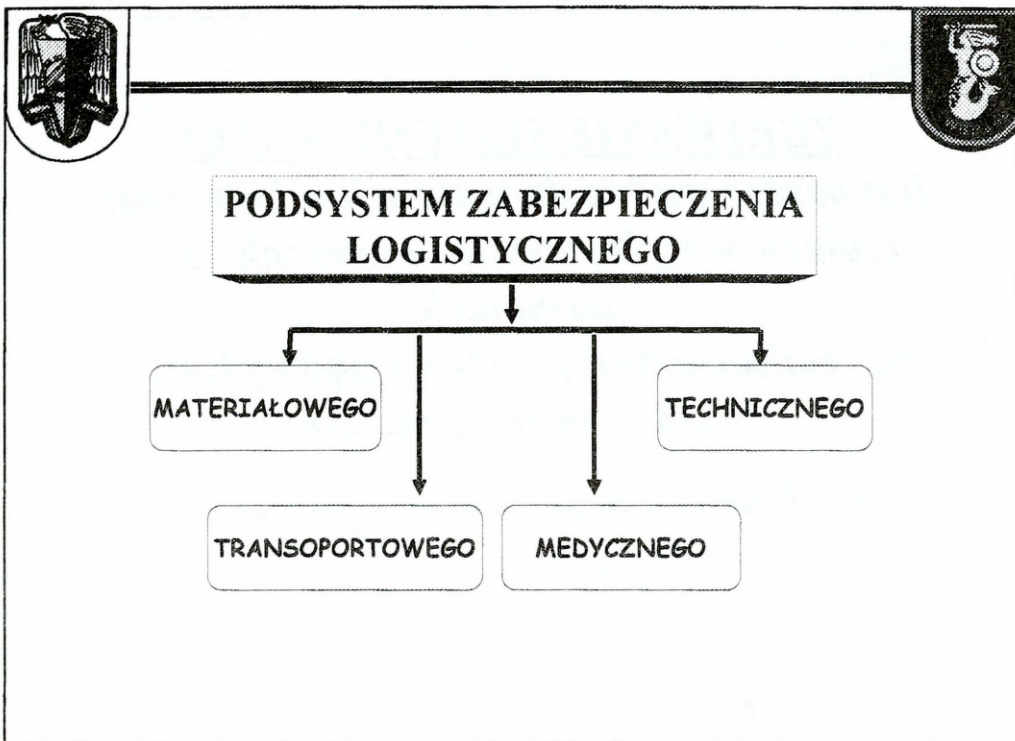 PODSYSTEM ZABEZPIECZENIA
LOGISTYCZNEGO
MATERIAŁOWEGO
TECHNICZNEGO
TRANSOPORTOWEGO
MEDYCZNEGO